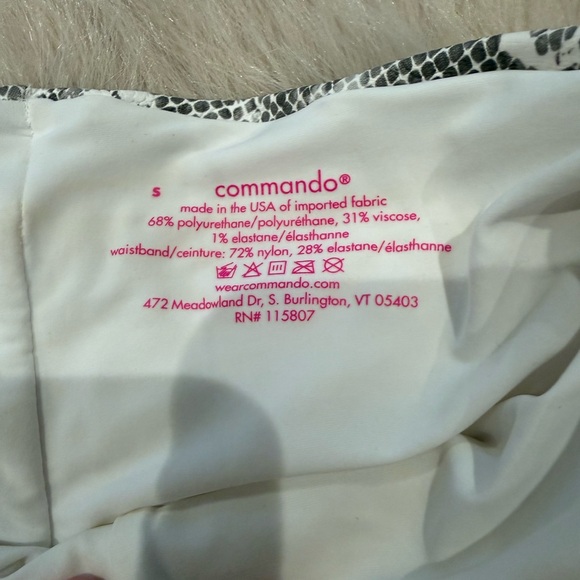 s commando®
made in the USA of imported fabric
68% polyurethane/polyuréthane, 31% viscose,
1% elastane/élasthanne
waistband/ceinture: 72% nylon, 28% elastane/élasthanne
wearcommando.com
472 Meadowland Dr, S. Burlington, VT 05403
RN# 115807